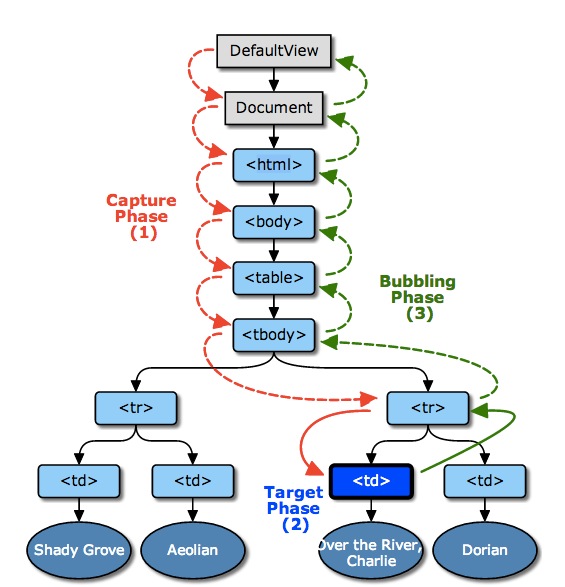 DefaultView
Document
<html>
Capture
Phase
(1)
<body>
<table>
Bubbling
Phase
(3)
<tbody>
<tr>
<tr>
<td>
<td>
Target
Phase
(2)
<td>
<td>
Shady Grove
Aeolian
Over the River,
Charlie
Dorian